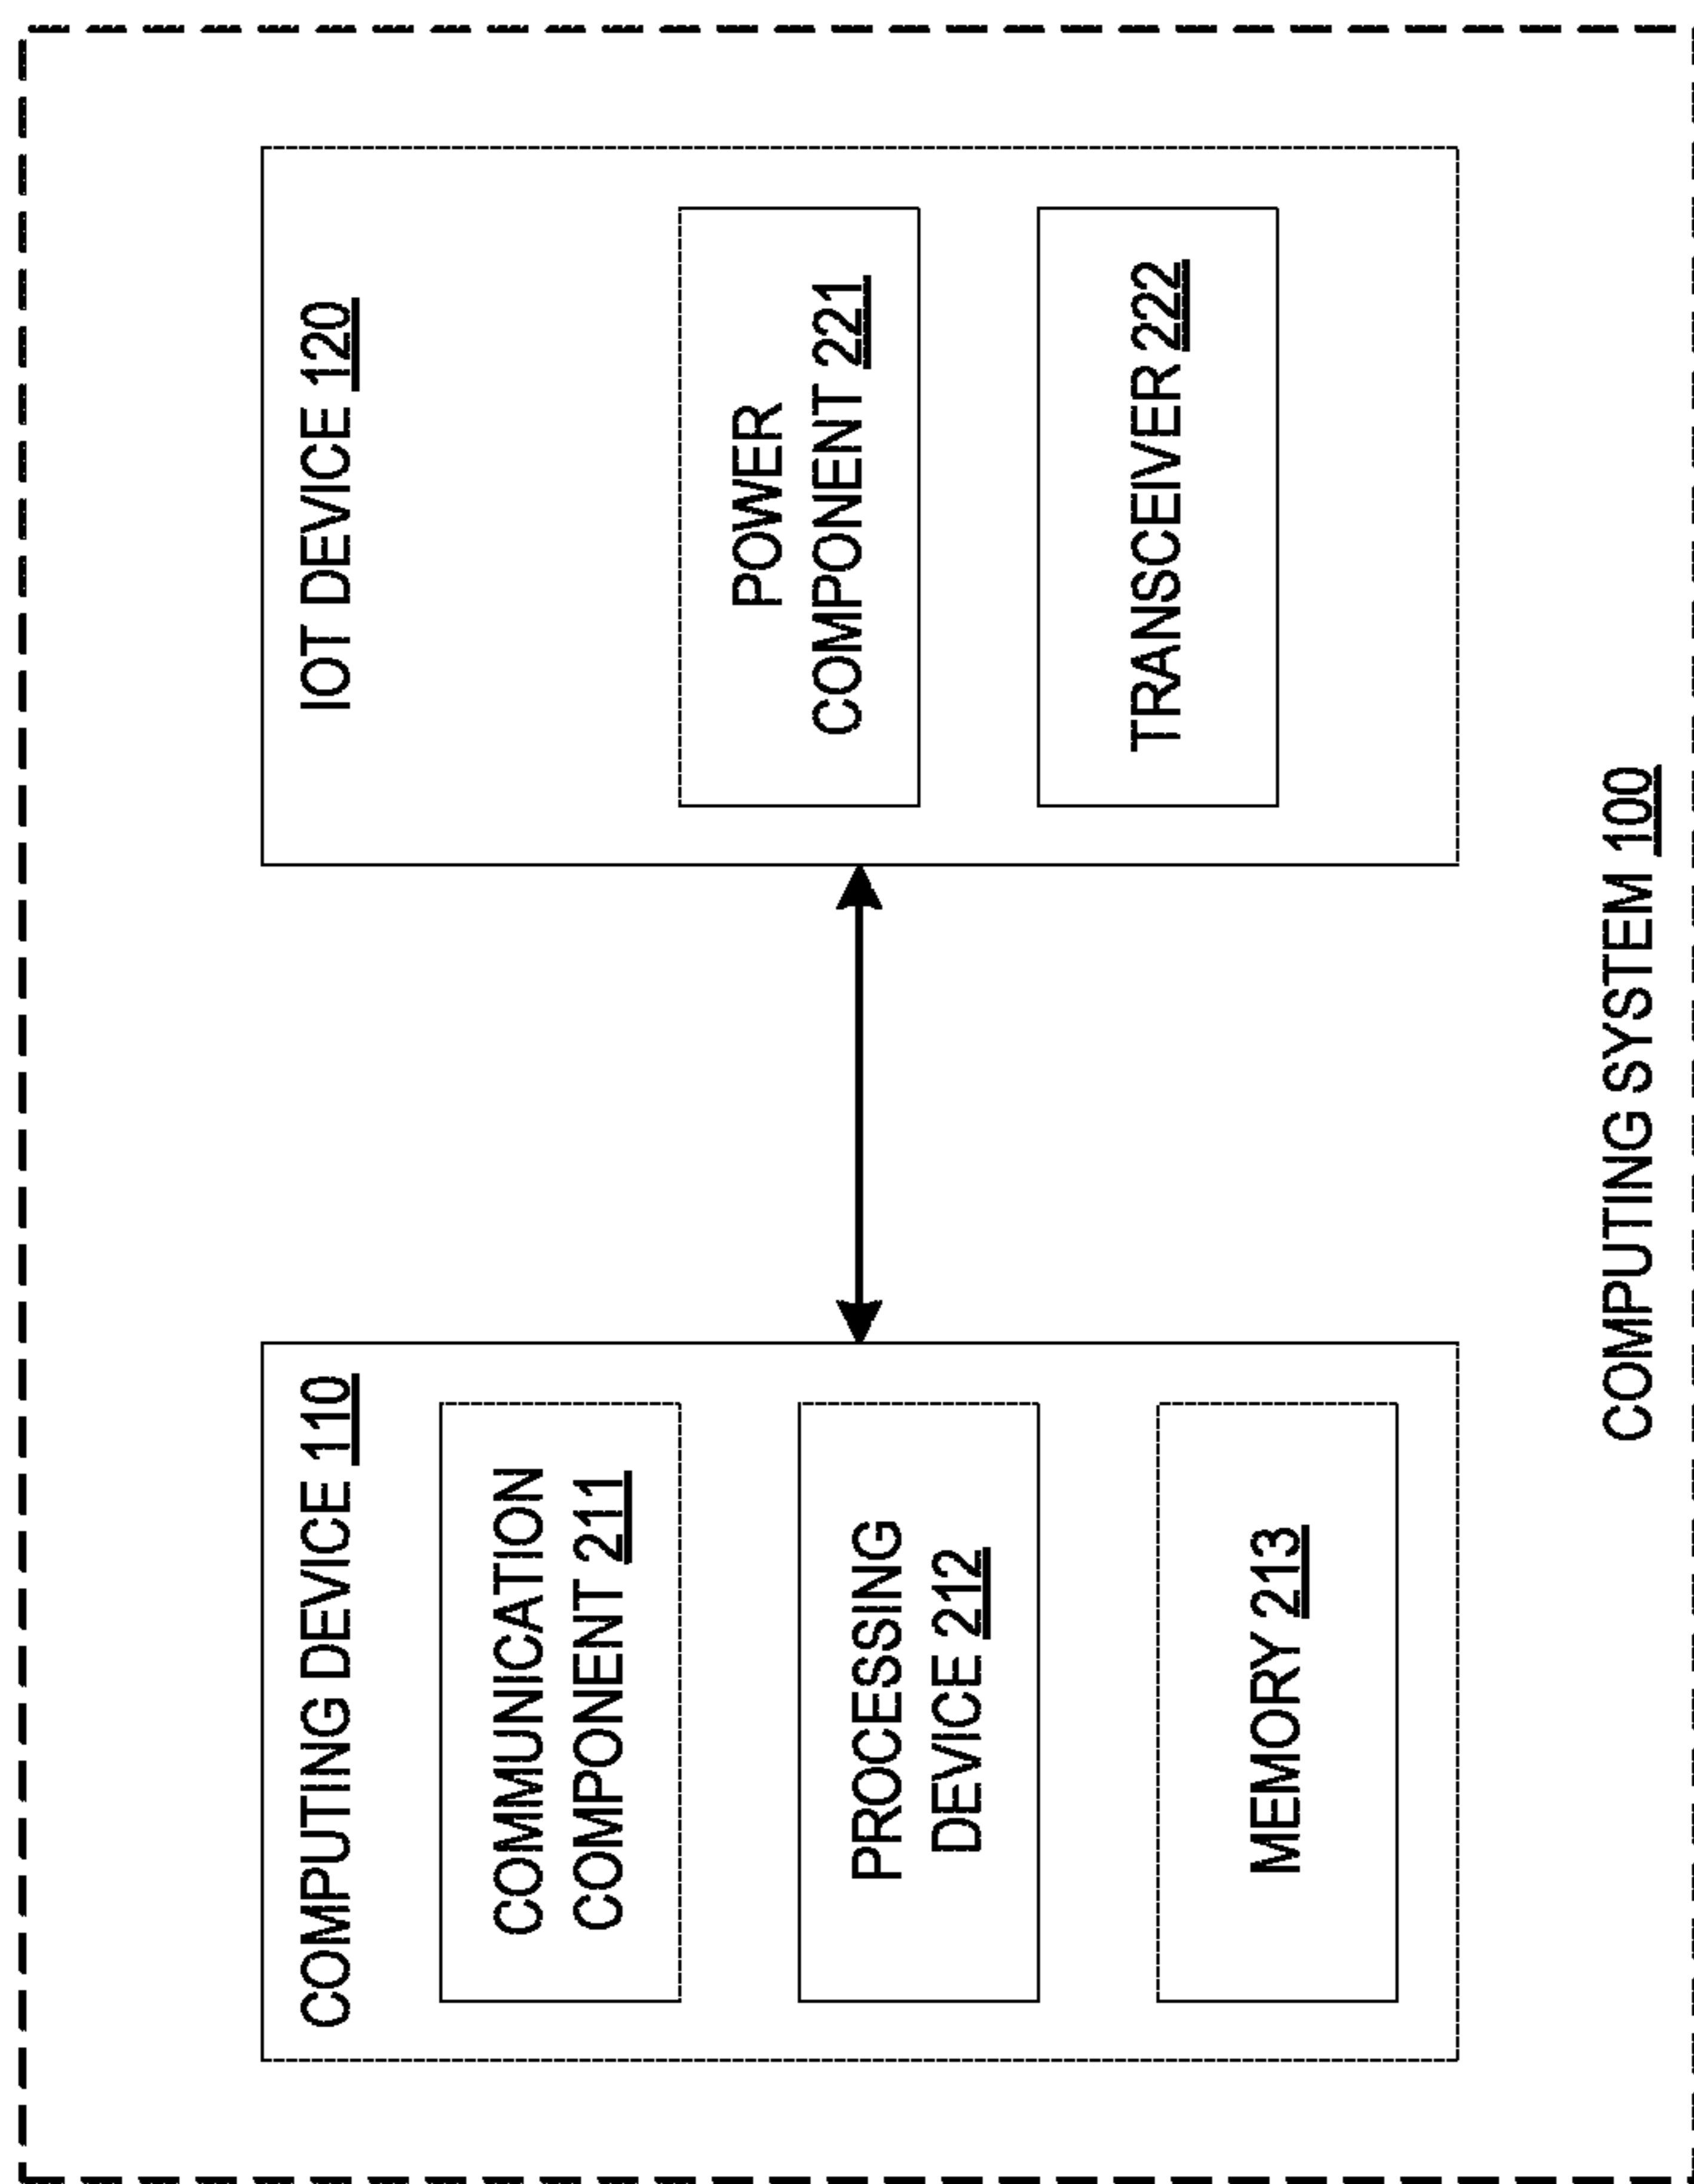 COMPUTING DEVICE 110
COMMUNICATION
COMPONENT 211
PROCESSING
DEVICE 212
MEMORY 213
IOT DEVICE 120
POWER
COMPONENT 221
TRANSCEIVER 222
COMPUTING SYSTEM 100